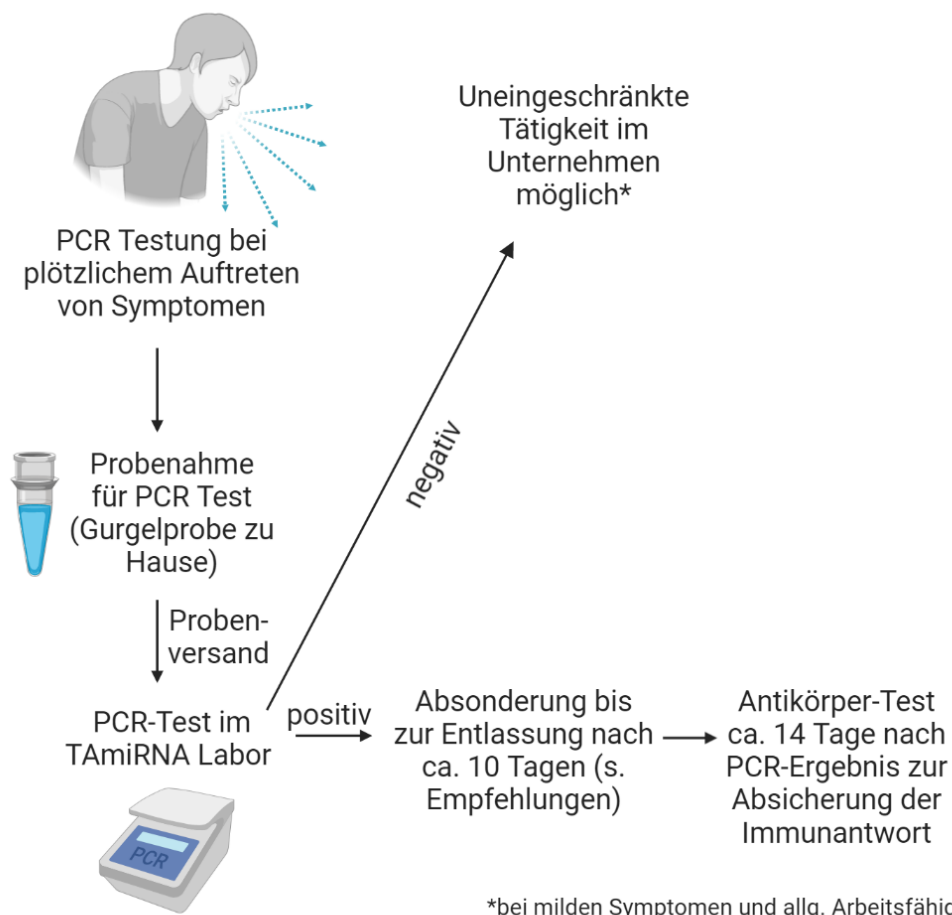 PCR Testung bei
plötzlichem Auftreten
von Symptomen
Probenahme
für PCR Test
(Gurgelprobe zu
Hause)
Proben-
versand
PCR-Test im
TAmiRNA Labor
PCR
negativ
Uneingeschränkte
Tätigkeit im
Unternehmen
möglich*
positiv
Absonderung bis
zur Entlassung nach
ca. 10 Tagen (s.
Empfehlungen)
Antikörper-Test
ca. 14 Tage nach
PCR-Ergebnis zur
Absicherung der
Immunantwort
*bei milden Symptomen und allg.